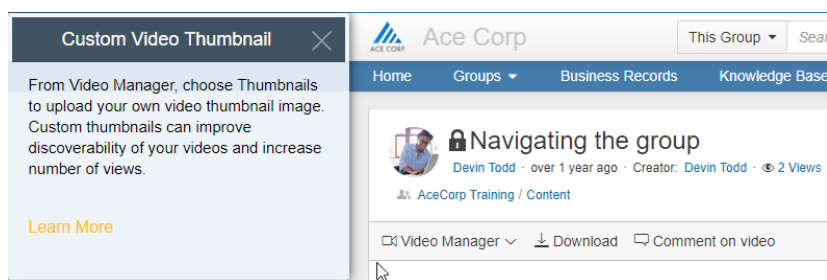 Custom Video Thumbnail
From Video Manager, choose Thumbnails
to upload your own video thumbnail image.
Custom thumbnails can improve
discoverability of your videos and increase
number of views.
Learn More
ACE CORP Ace Corp This Group Sear
Home Groups Business Records Knowledge Base
Navigating the group
Devin Todd · over 1 year ago · Creator: Devin Todd · 2 Views
AceCorp Training / Content
Video Manager Download Comment on video